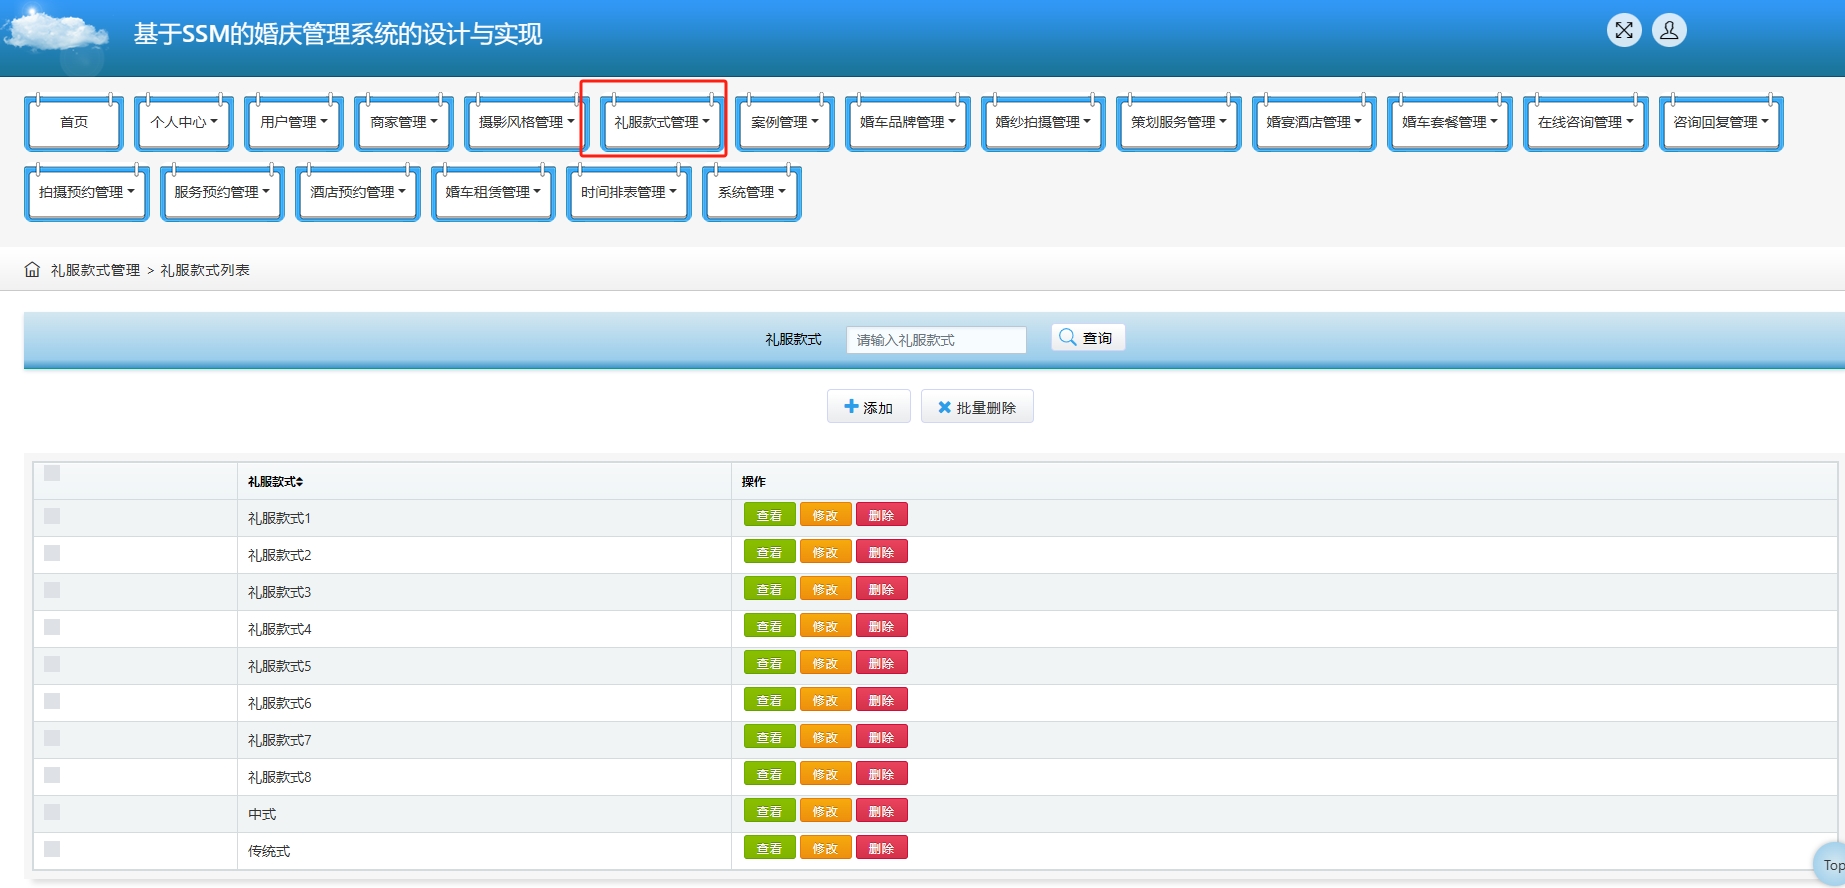 基于SSM的婚庆管理系统的设计与实现
首页 个人中心 用户管理 商家管理 摄影风格管理 礼服款式管理 案例管理 婚车品牌管理 婚纱拍摄管理 策划服务管理 婚宴酒店管理 婚车套餐管理 在线咨询管理 咨询回复管理
拍摄预约管理 服务预约管理 酒店预约管理 婚车租赁管理 时间排表管理 系统管理
礼服款式管理 > 礼服款式列表
礼服款式 请输入礼服款式 查询
添加 批量删除
礼服款式 操作
礼服款式1 查看 修改 删除
礼服款式2 查看 修改 删除
礼服款式3 查看 修改 删除
礼服款式4 查看 修改 删除
礼服款式5 查看 修改 删除
礼服款式6 查看 修改 删除
礼服款式7 查看 修改 删除
礼服款式8 查看 修改 删除
中式 查看 修改 删除
传统式 查看 修改 删除
Top